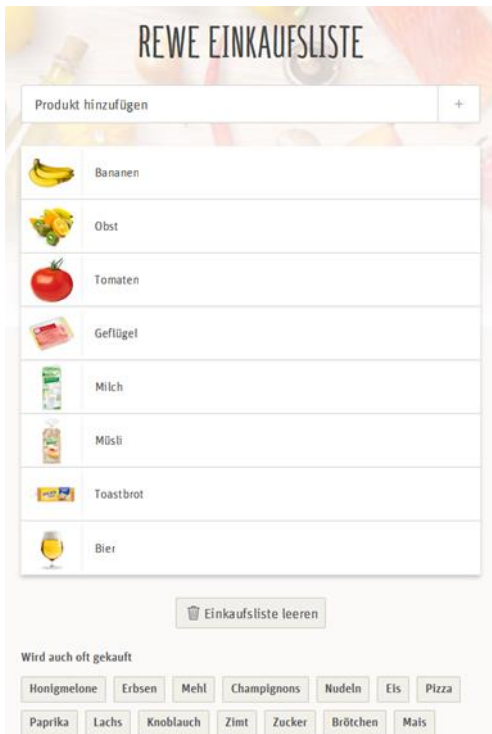 REWE EINKAUFSLISTE
Produkt hinzufügen +
Bananen
Obst
Tomaten
Geflügel
Milch
Müsli
Toastbrot
Bier
Einkaufsliste leeren
Wird auch oft gekauft
Honigmelone Erbsen Mehl Champignons Nudeln Eis Pizza
Paprika Lachs Knoblauch Zimt Zucker Brötchen Mais